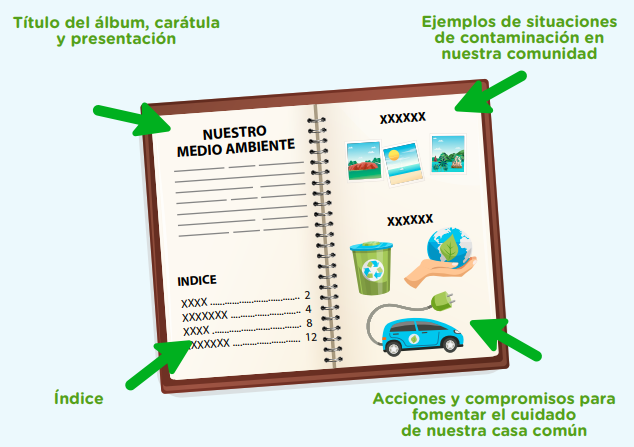 Título del álbum, carátula
y presentación
Ejemplos de situaciones
de contaminación en
nuestra comunidad
NUESTRO
MEDIO AMBIENTE
INDICE
XXXX ................................. 2
XXXXXXX ......................... 4
XXXX ................................. 8
XXXXXX ......................... 12
XXXXXX
XXXXXX
Índice
Acciones y compromisos para
fomentar el cuidado
de nuestra casa común